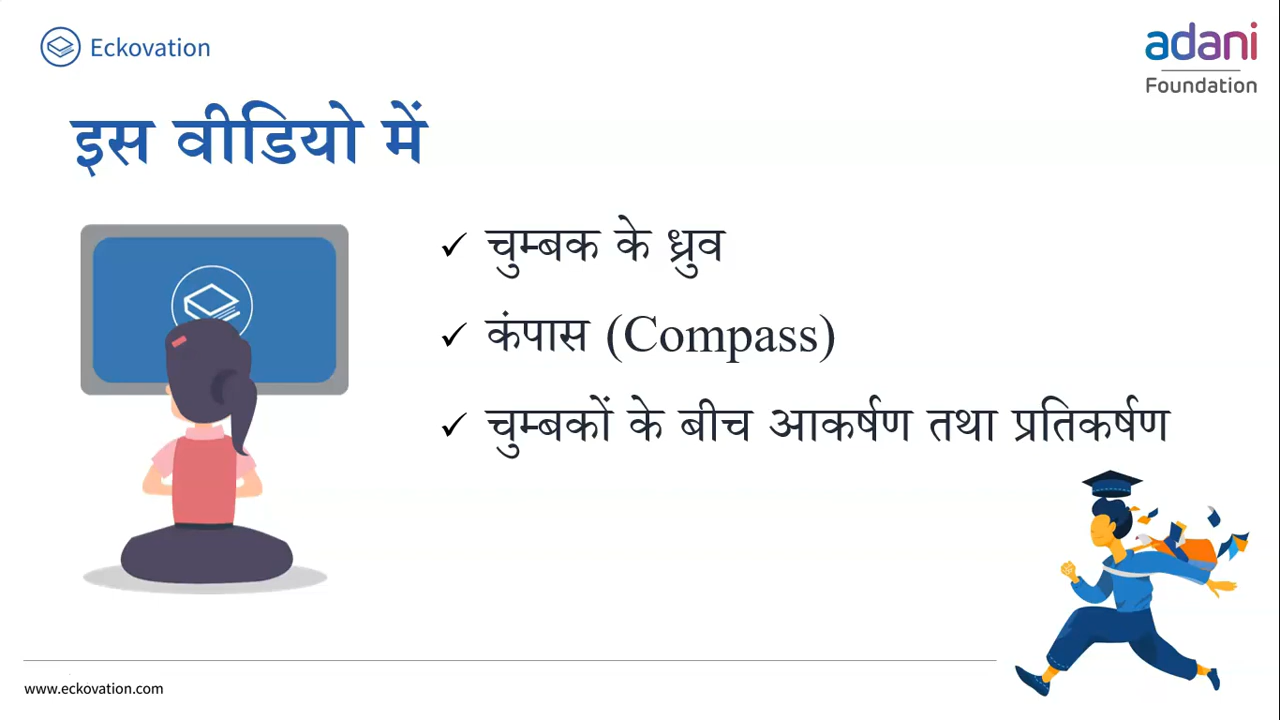 Eckovation
adani
Foundation
इस वीडियो में
✓ चुम्बक के ध्रुव
✓ कंपास (Compass)
✓ चुम्बकों के बीच आकर्षण तथा प्रतिकर्षण
www.eckovation.com